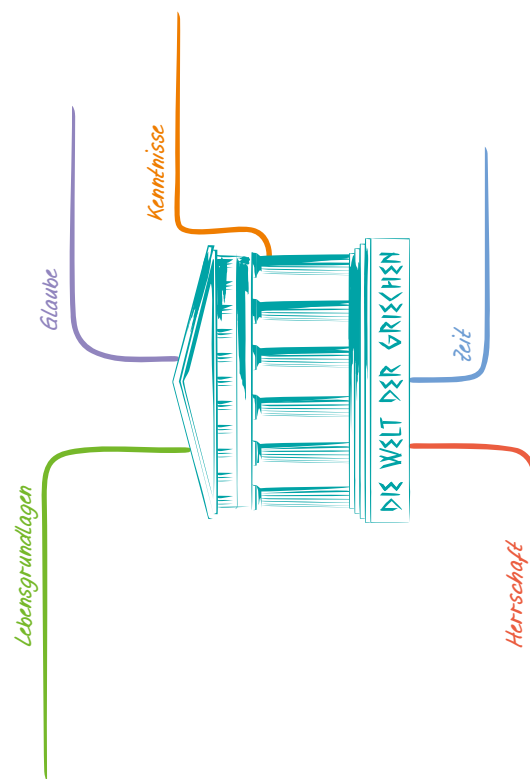 Kenntnisse
Glaube
Zeit
DIE WELT DER GRIECHEN
Lebensgrundlagen
Herrschaft